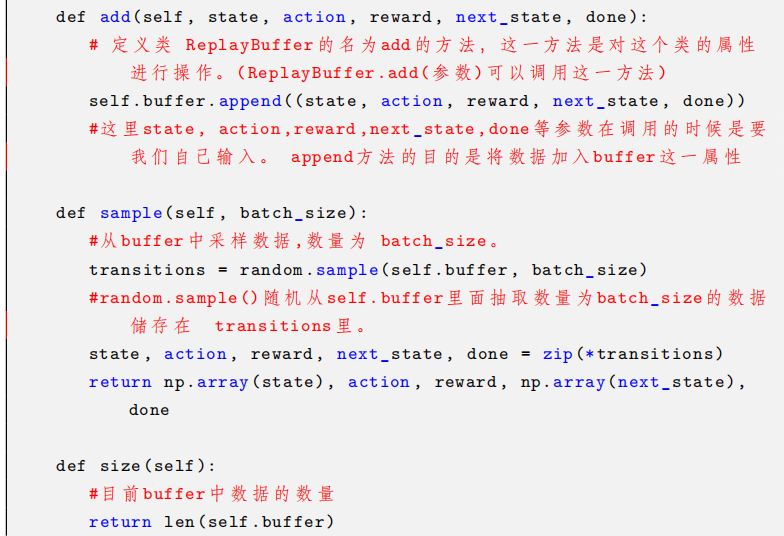 def add(self, state, action, reward, next_state, done):
# 定义类 ReplayBuffer的名为add的方法, 这一方法是对这个类的属性
进行操作。(ReplayBuffer.add(参数)可以调用这一方法)
self.buffer.append((state, action, reward, next_state, done))
#这里state, action,reward,next_state,done等参数在调用的时候是要
我们自己输入。 append方法的目的是将数据加入buffer这一属性
def sample(self, batch_size):
#从buffer中采样数据,数量为 batch_size。
transitions = random.sample(self.buffer, batch_size)
#random.sample()随机从self.buffer里面抽取数量为batch_size的数据
储存在 transitions里。
state, action, reward, next_state, done = zip(*transitions)
return np.array(state), action, reward, np.array(next_state),
done
def size(self):
#目前buffer中数据的数量
return len(self.buffer)